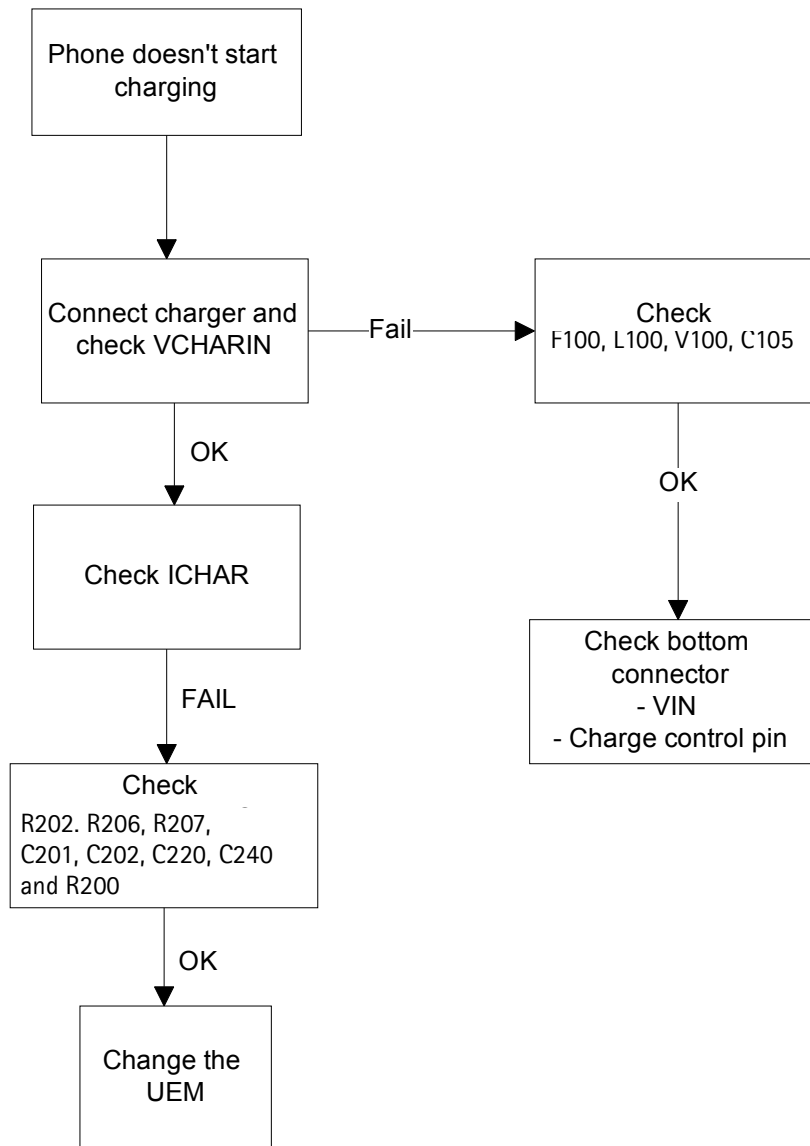 Phone doesn't start
charging
Connect charger and
check VCHARIN
Fail
Check
F100, L100, V100, C105
OK
OK
Check ICHAR
Check bottom
connector
- VIN
- Charge control pin
FAIL
Check
R202. R206, R207,
C201, C202, C220, C240
and R200
OK
Change the
UEM